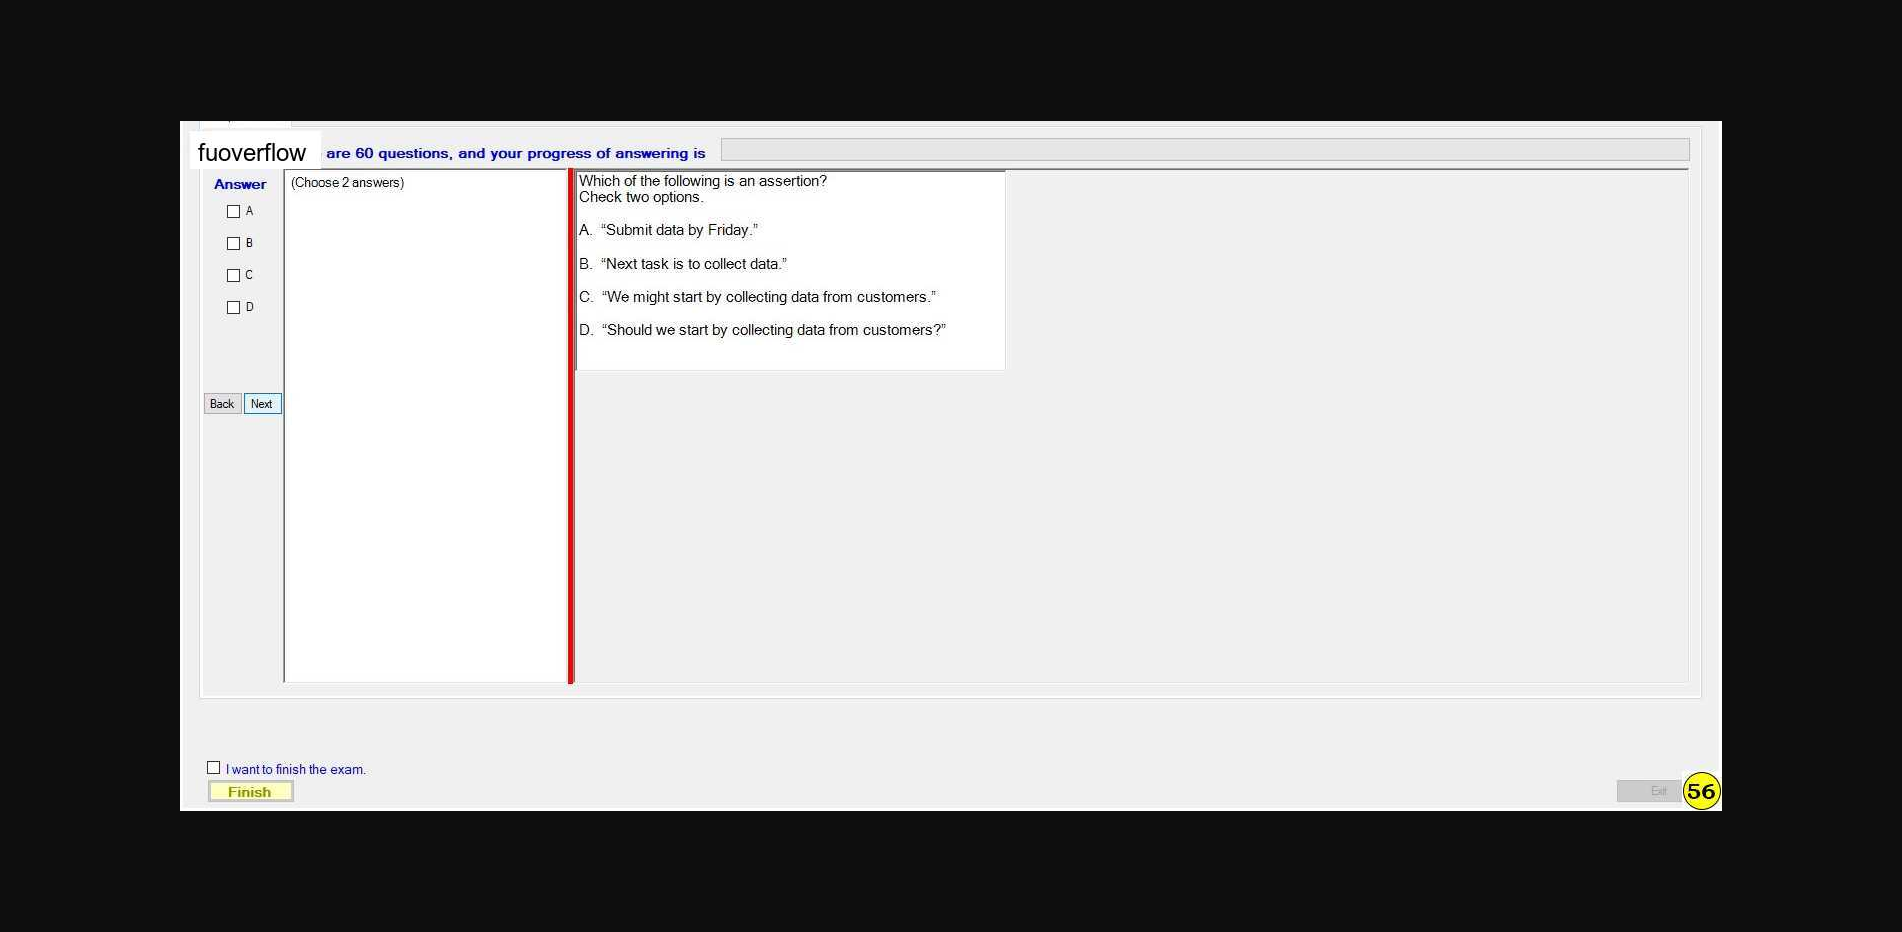 fuoverflow are 60 questions, and your progress of answering is
Answer
A
B
C
D
Back Next
(Choose 2 answers)
Which of the following is an assertion?
Check two options.
A. “Submit data by Friday.”
B. “Next task is to collect data.”
C. “We might start by collecting data from customers.”
D. “Should we start by collecting data from customers?”
I want to finish the exam.
Finish
Exit
56